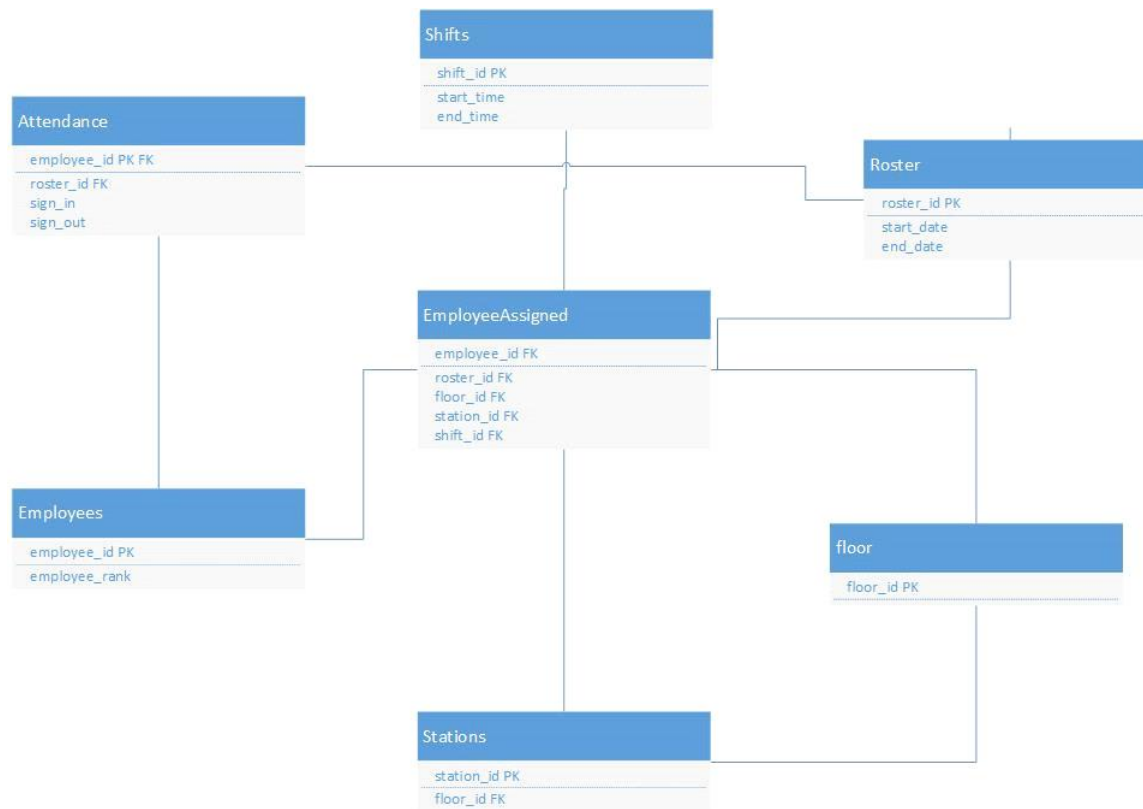 Shifts
shift_id PK
start_time
end_time
Attendance
employee_id PK FK
roster_id FK
sign_in
sign_out
Roster
roster_id PK
start_date
end_date
EmployeeAssigned
employee_id FK
roster_id FK
floor_id FK
station_id FK
shift_id FK
Employees
employee_id PK
employee_rank
floor
floor_id PK
Stations
station_id PK
floor_id FK